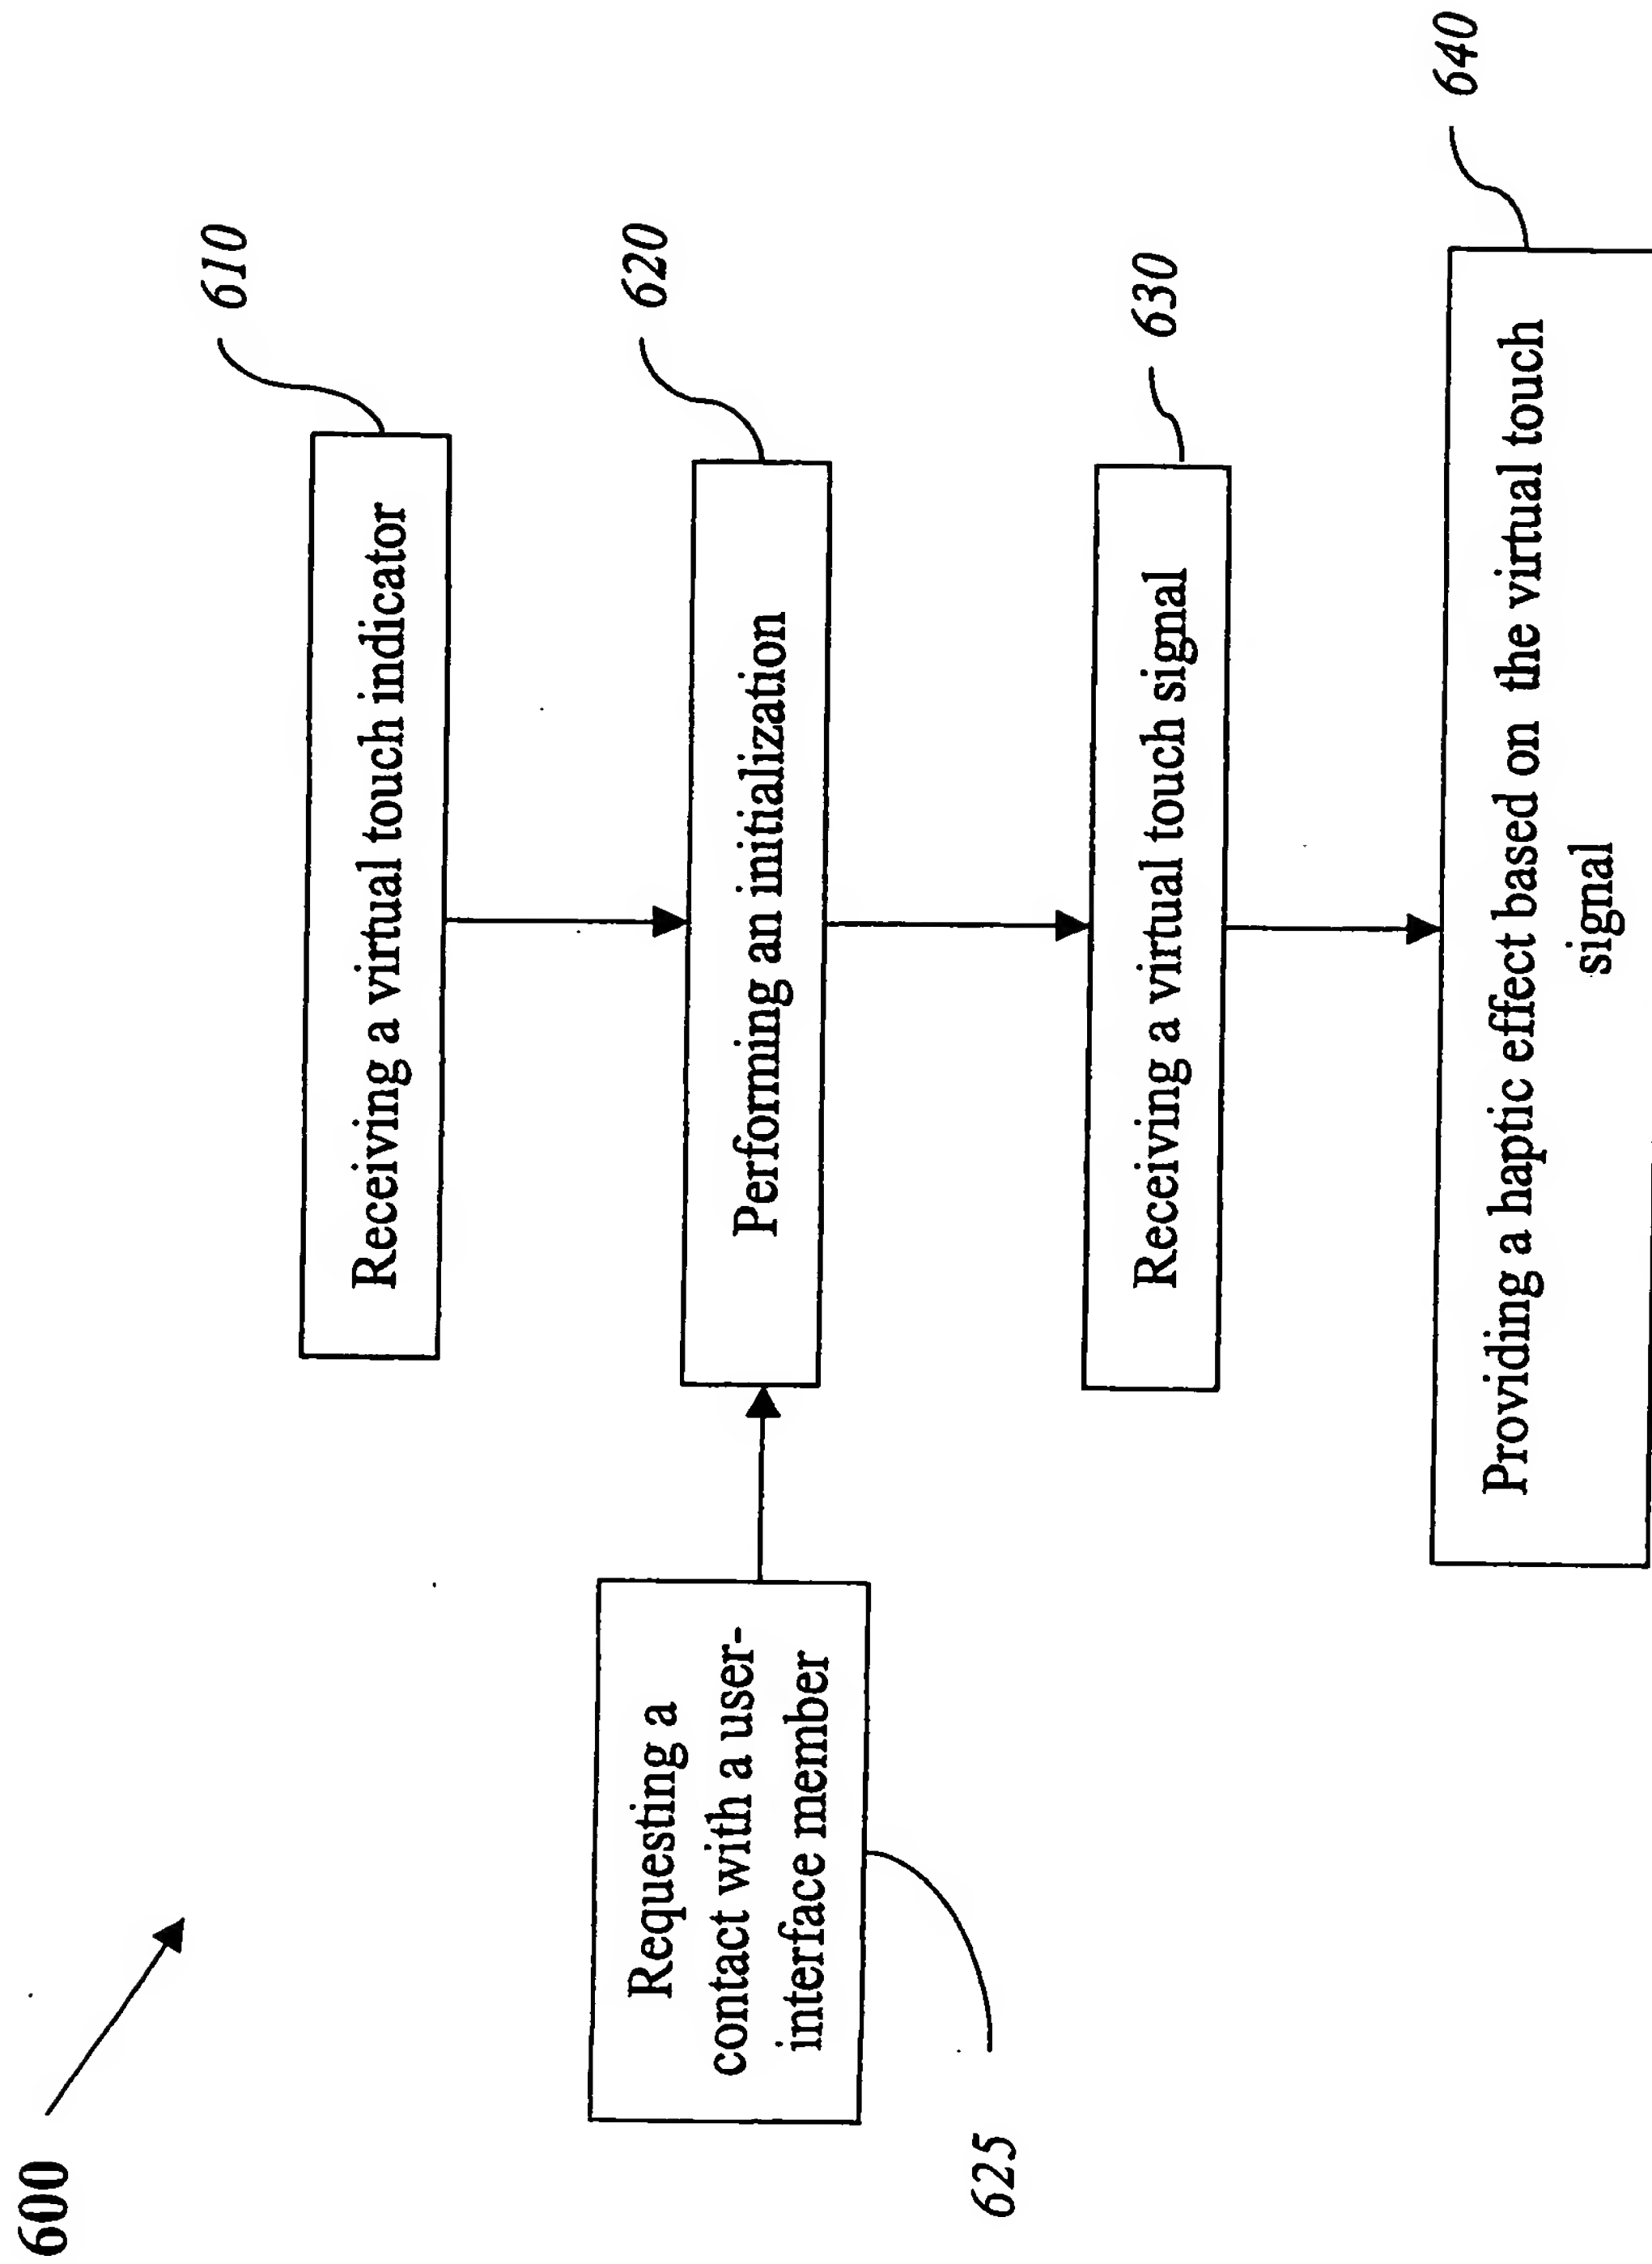 600
610
Receiving a virtual touch indicator
620
Performing an initialization
Requesting a
contact with a user-
interface member
625
630
Receiving a virtual touch signal
640
Providing a haptic effect based on the virtual touch
signal